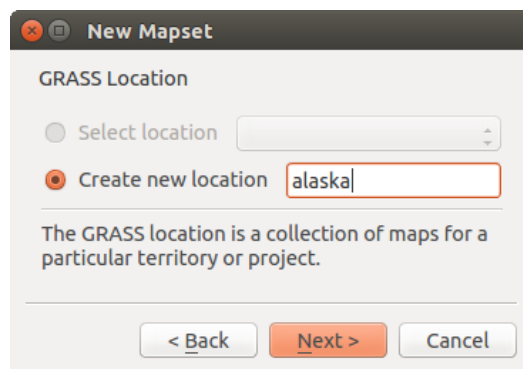 New Mapset
GRASS Location
Select location
Create new location alaska
The GRASS location is a collection of maps for a
particular territory or project.
< Back Next > Cancel